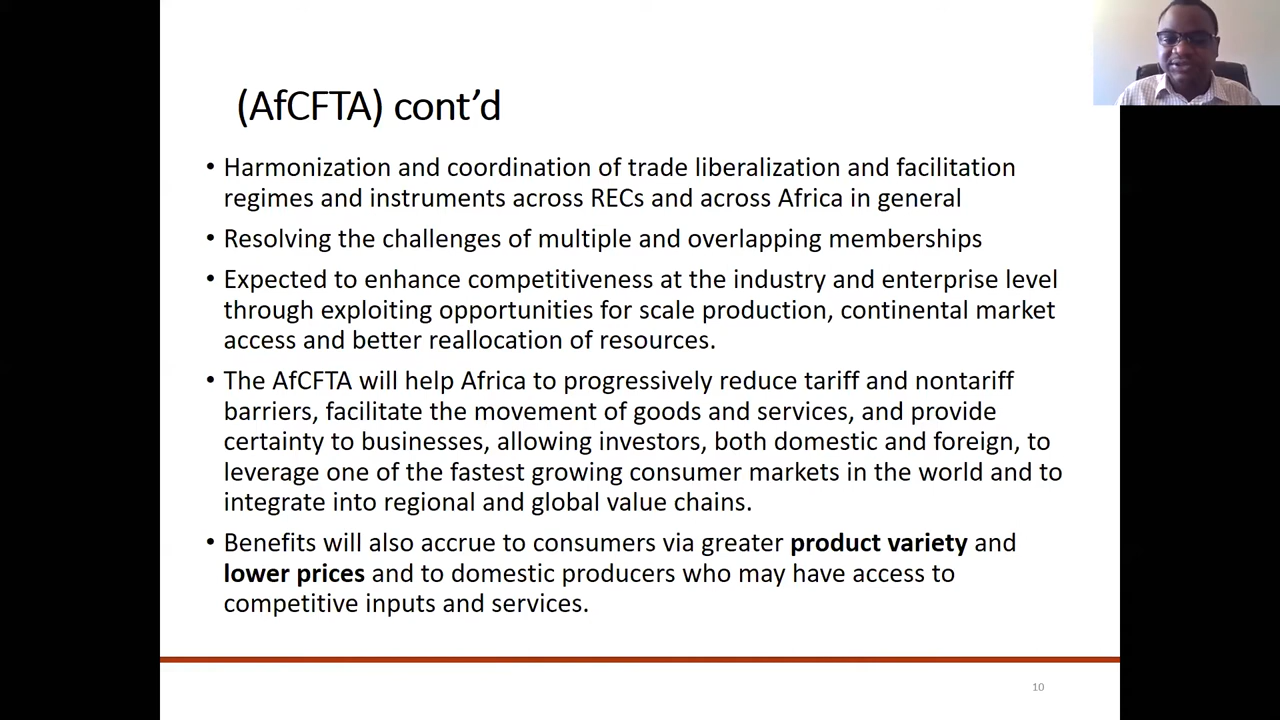 (AfCFTA) cont’d
• Harmonization and coordination of trade liberalization and facilitation
regimes and instruments across RECs and across Africa in general
• Resolving the challenges of multiple and overlapping memberships
• Expected to enhance competitiveness at the industry and enterprise level
through exploiting opportunities for scale production, continental market
access and better reallocation of resources.
• The AfCFTA will help Africa to progressively reduce tariff and nontariff
barriers, facilitate the movement of goods and services, and provide
certainty to businesses, allowing investors, both domestic and foreign, to
leverage one of the fastest growing consumer markets in the world and to
integrate into regional and global value chains.
• Benefits will also accrue to consumers via greater product variety and
lower prices and to domestic producers who may have access to
competitive inputs and services.
10